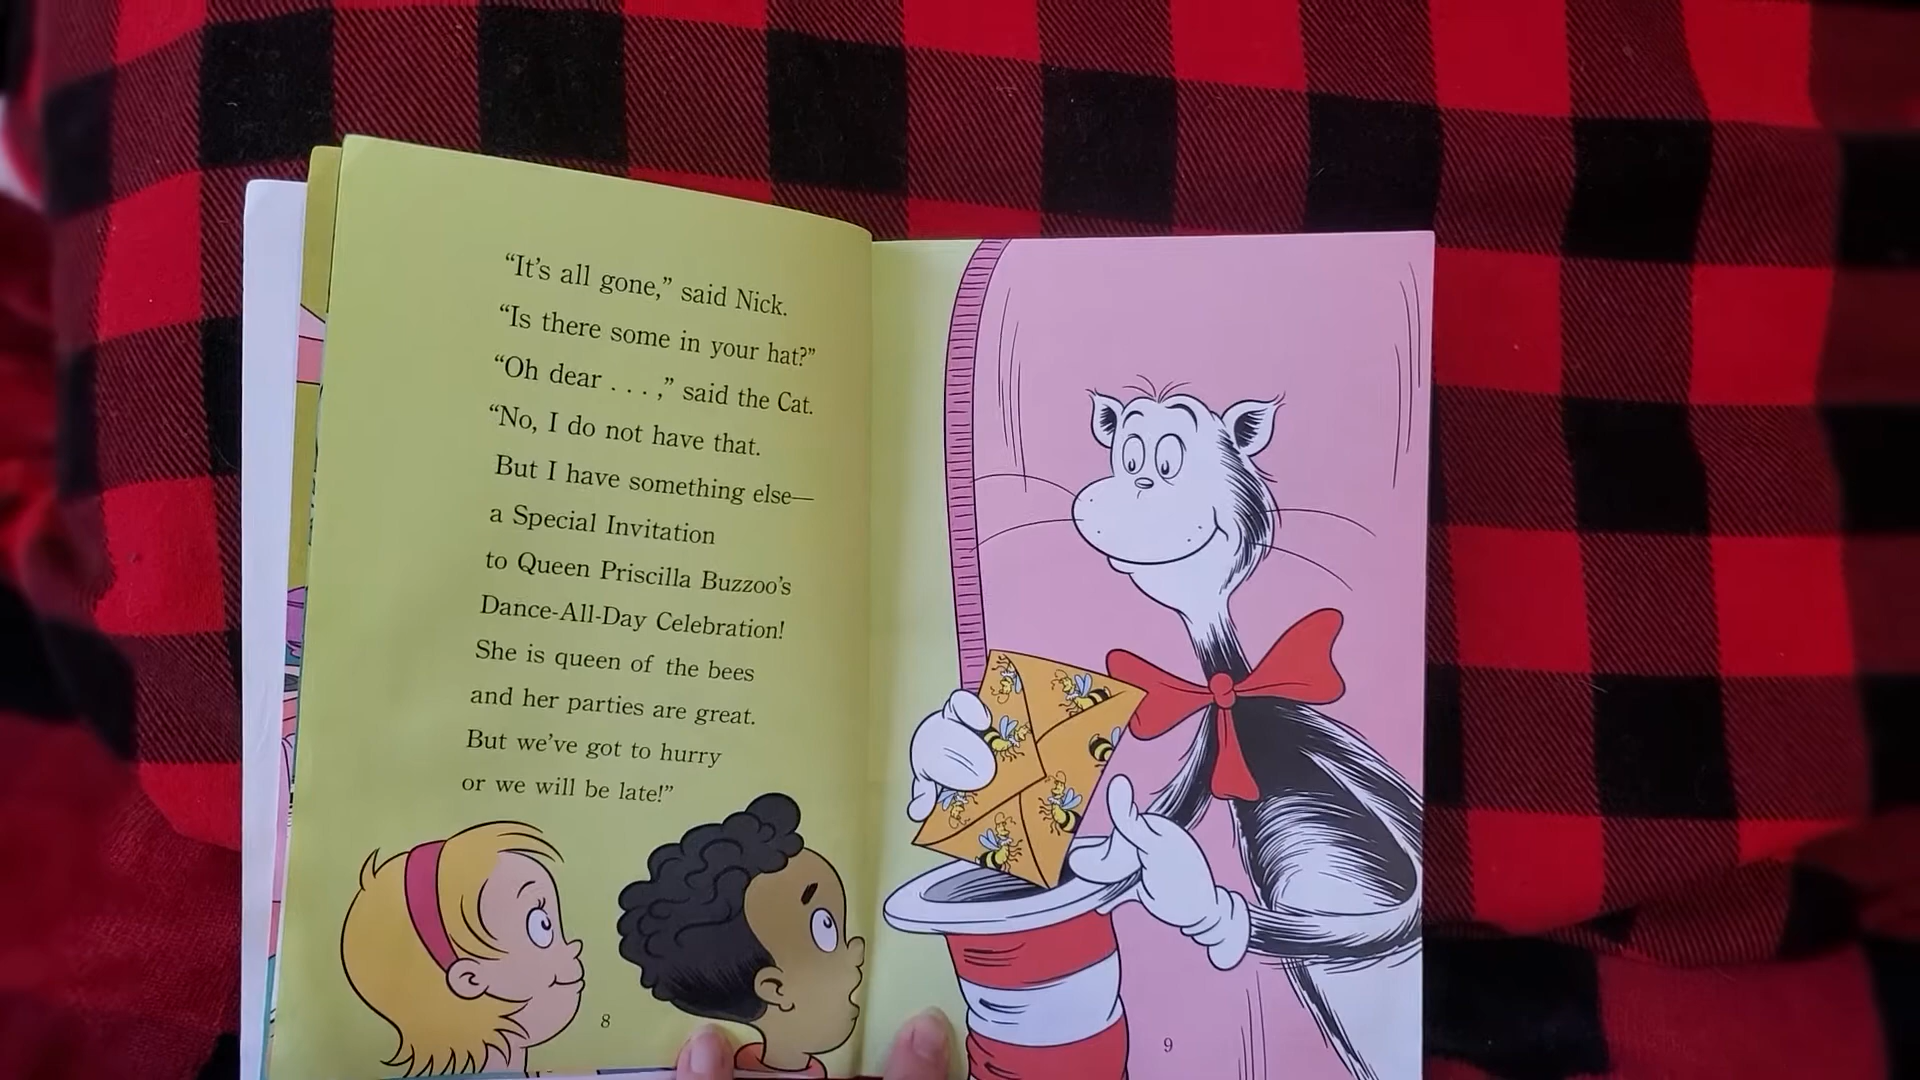 “It’s all gone,” said Nick.
“Is there some in your hat?”
“Oh dear . . . ,” said the Cat.
“No, I do not have that.
But I have something else—
a Special Invitation
to Queen Priscilla Buzzoo’s
Dance-All-Day Celebration!
She is queen of the bees
and her parties are great.
But we’ve got to hurry
or we will be late!”
8
9